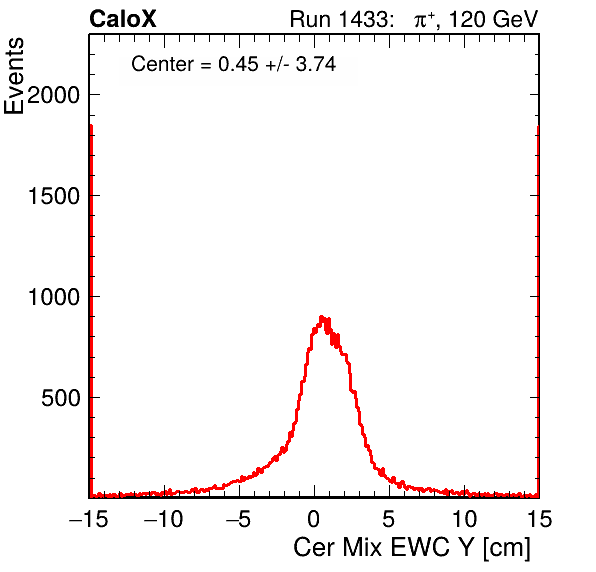 CaloX Run 1433: π⁺, 120 GeV
Events
Center = 0.45 +/- 3.74
2000
1500
1000
500
−15 −10 −5 0 5 10 15
Cer Mix EWC Y [cm]